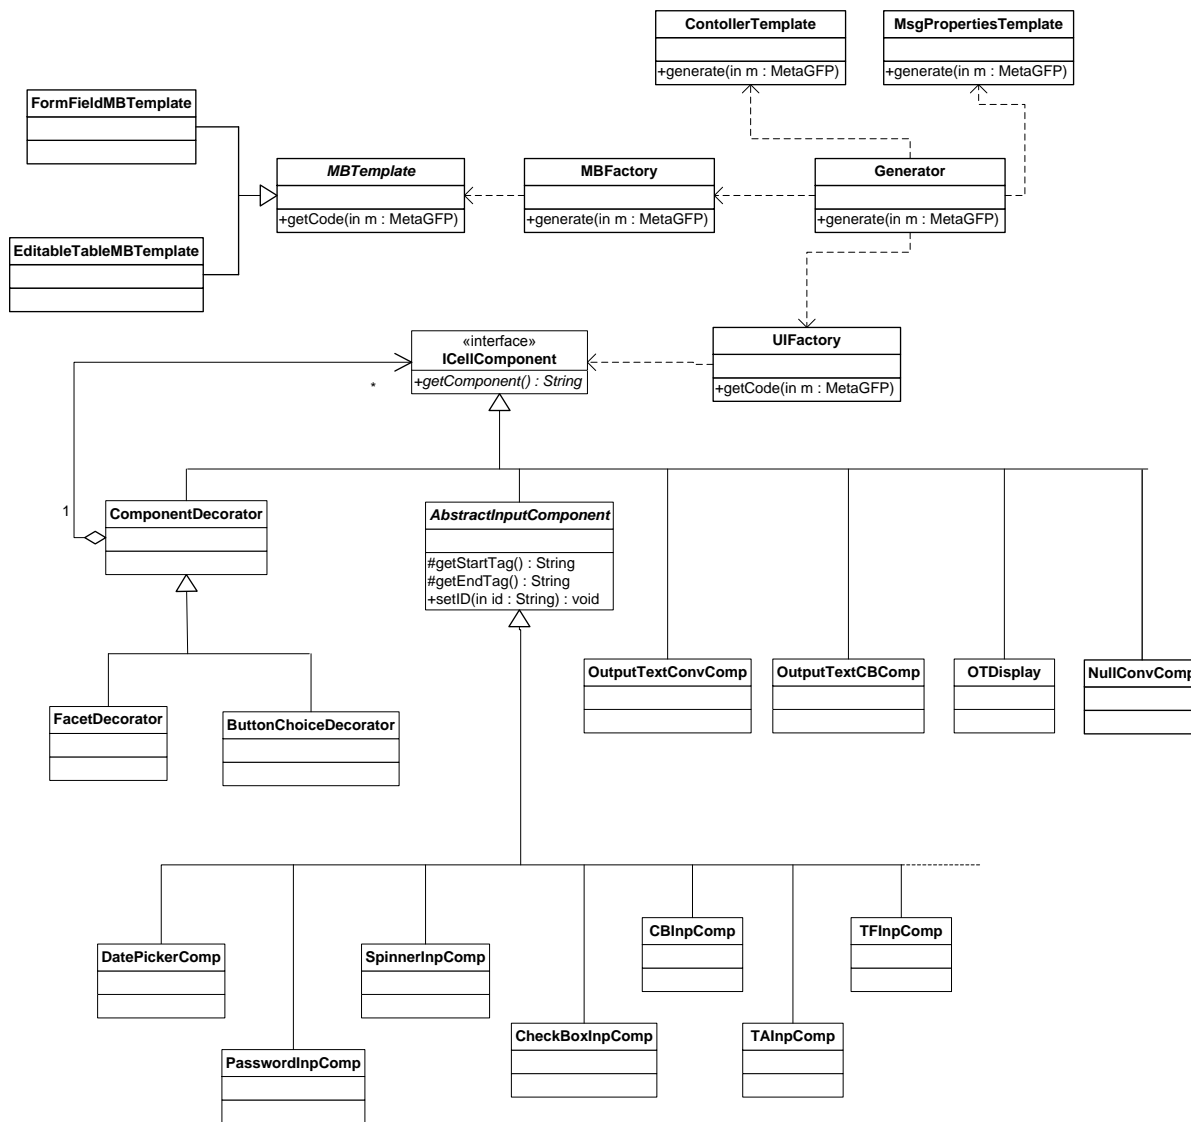 ContollerTemplate
+generate(in m : MetaGFP)
MsgPropertiesTemplate
+generate(in m : MetaGFP)
FormFieldMBTemplate
MBTemplate
+getCode(in m : MetaGFP)
MBFactory
+generate(in m : MetaGFP)
Generator
+generate(in m : MetaGFP)
EditableTableMBTemplate
«interface»
ICellComponent
+getComponent() : String
UIFactory
+getCode(in m : MetaGFP)
*
1
ComponentDecorator
AbstractInputComponent
#getStartTag() : String
#getEndTag() : String
+setID(in id : String) : void
OutputTextConvComp
OutputTextCBComp
OTDisplay
NullConvComp
FacetDecorator
ButtonChoiceDecorator
DatePickerComp
SpinnerInpComp
CBInpComp
TFInpComp
PasswordInpComp
CheckBoxInpComp
TAInpComp